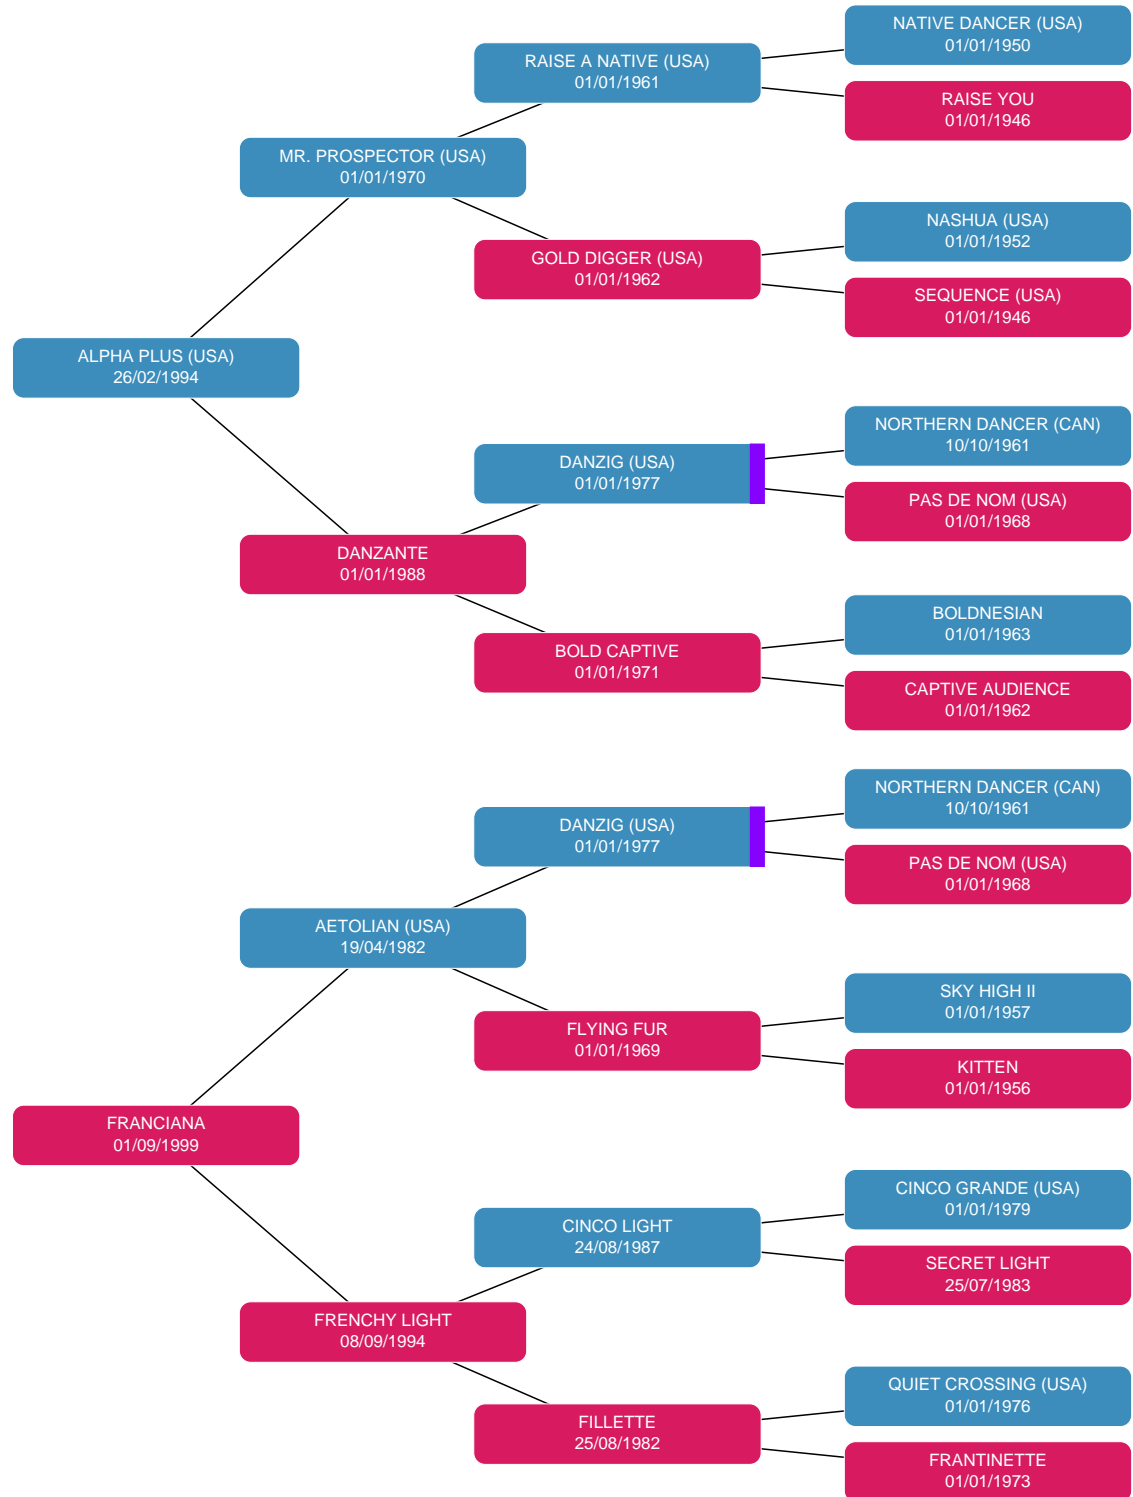 NATIVE DANCER (USA)
01/01/1950
RAISE A NATIVE (USA)
01/01/1961
RAISE YOU
01/01/1946
MR. PROSPECTOR (USA)
01/01/1970
NASHUA (USA)
01/01/1952
GOLD DIGGER (USA)
01/01/1962
SEQUENCE (USA)
01/01/1946
ALPHA PLUS (USA)
26/02/1994
NORTHERN DANCER (CAN)
10/10/1961
DANZIG (USA)
01/01/1977
PAS DE NOM (USA)
01/01/1968
DANZANTE
01/01/1988
BOLDNESIAN
01/01/1963
BOLD CAPTIVE
01/01/1971
CAPTIVE AUDIENCE
01/01/1962
NORTHERN DANCER (CAN)
10/10/1961
DANZIG (USA)
01/01/1977
PAS DE NOM (USA)
01/01/1968
AETOLIAN (USA)
19/04/1982
SKY HIGH II
01/01/1957
FLYING FUR
01/01/1969
KITTEN
01/01/1956
FRANCIANA
01/09/1999
CINCO GRANDE (USA)
01/01/1979
CINCO LIGHT
24/08/1987
SECRET LIGHT
25/07/1983
FRENCHY LIGHT
08/09/1994
QUIET CROSSING (USA)
01/01/1976
FILLETTE
25/08/1982
FRANTINETTE
01/01/1973